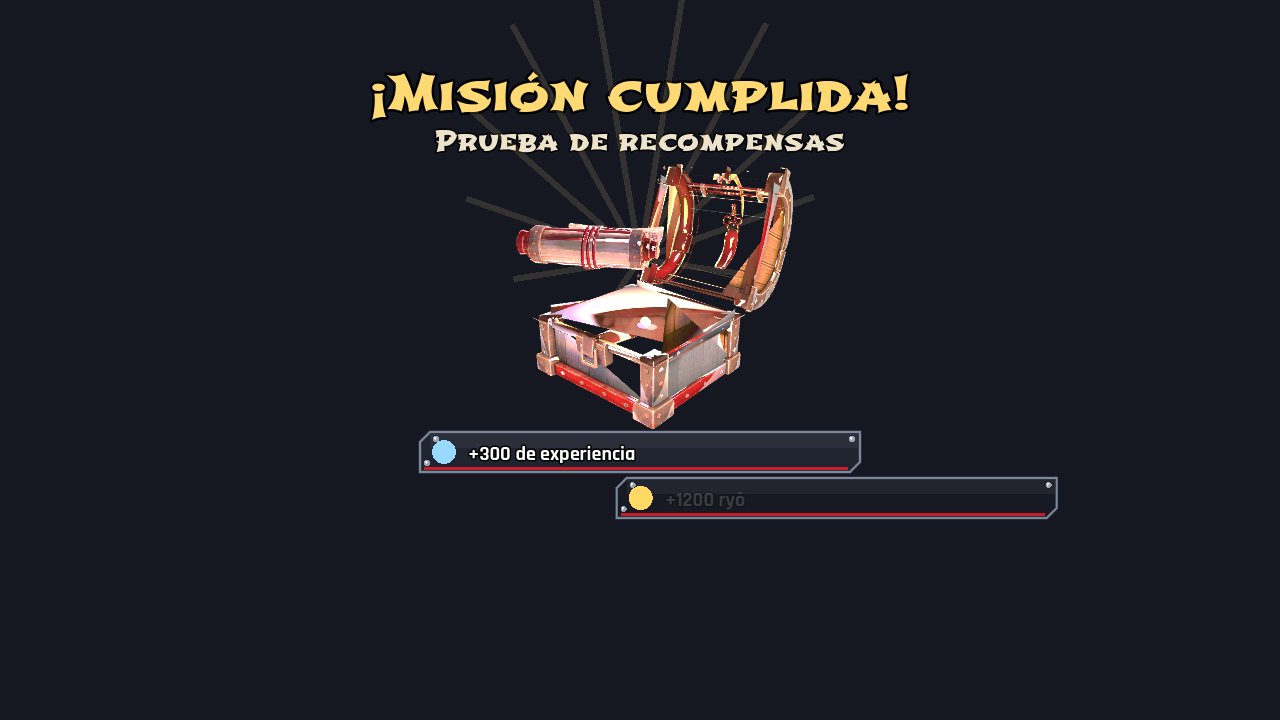 ¡Misión cumplida!
Prueba de recompensas
+300 de experiencia
+1200 ryō